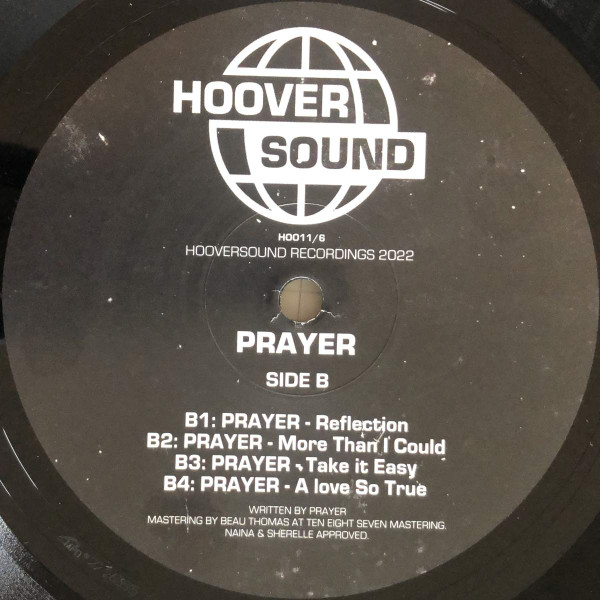 HOOVER
SOUND
HOO11/6
HOOVERSOUND RECORDINGS 2022
PRAYER
SIDE B
B1: PRAYER - Reflection
B2: PRAYER - More Than I Could
B3: PRAYER - Take it Easy
B4: PRAYER - A love So True
WRITTEN BY PRAYER
MASTERING BY BEAU THOMAS AT TEN EIGHT SEVEN MASTERING.
NAINA & SHERELLE APPROVED.